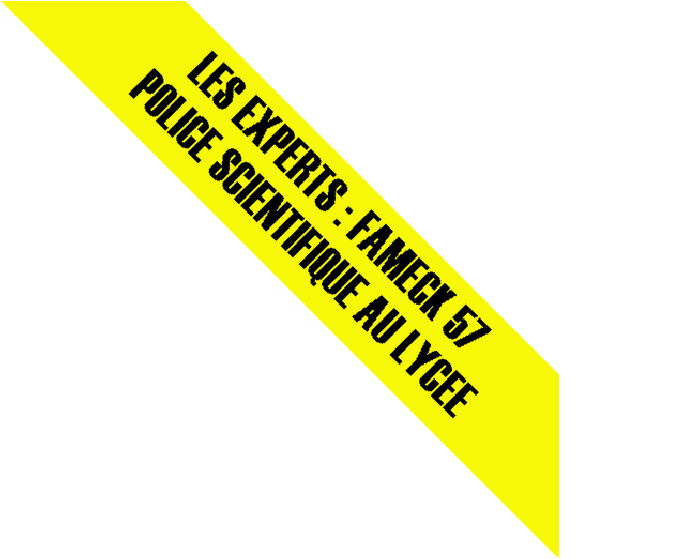 LES EXPERTS : FAMECK 57
POLICE SCIENTIFIQUE AU LYCEE